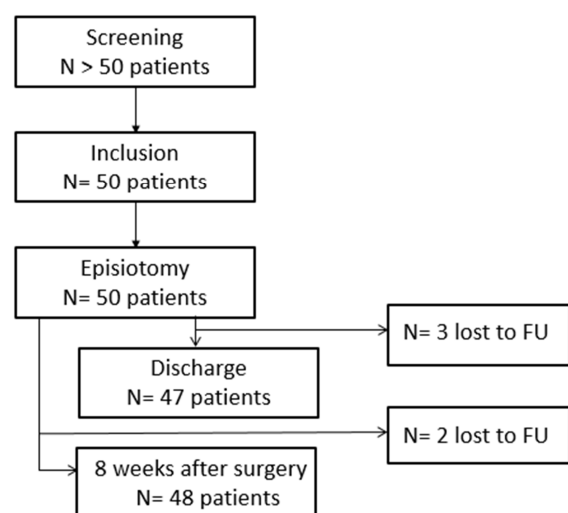 Screening
N > 50 patients
Inclusion
N= 50 patients
Episiotomy
N= 50 patients
N= 3 lost to FU
Discharge
N= 47 patients
N= 2 lost to FU
8 weeks after surgery
N= 48 patients